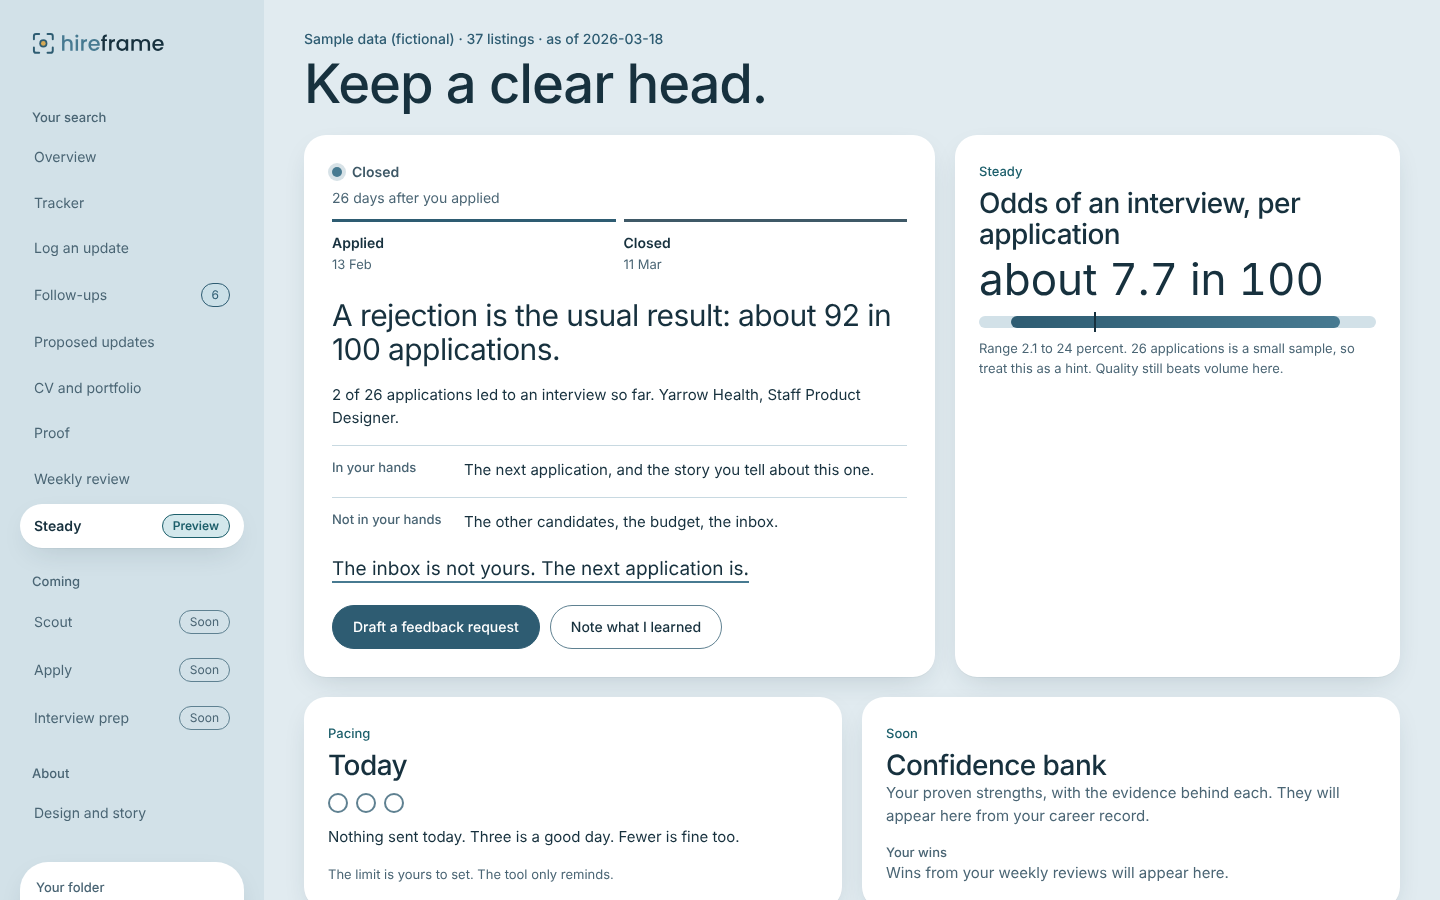 hireframe
Your search
Overview
Tracker
Log an update
Follow-ups 6
Proposed updates
CV and portfolio
Proof
Weekly review
Steady Preview
Coming
Scout Soon
Apply Soon
Interview prep Soon
About
Design and story
Your folder
Sample data (fictional) · 37 listings · as of 2026-03-18
Keep a clear head.
Closed
26 days after you applied
Applied
13 Feb
Closed
11 Mar
A rejection is the usual result: about 92 in
100 applications.
2 of 26 applications led to an interview so far. Yarrow Health, Staff Product
Designer.
In your hands
The next application, and the story you tell about this one.
Not in your hands
The other candidates, the budget, the inbox.
The inbox is not yours. The next application is.
Draft a feedback request
Note what I learned
Steady
Odds of an interview, per
application
about 7.7 in 100
Range 2.1 to 24 percent. 26 applications is a small sample, so
treat this as a hint. Quality still beats volume here.
Pacing
Today
Nothing sent today. Three is a good day. Fewer is fine too.
The limit is yours to set. The tool only reminds.
Soon
Confidence bank
Your proven strengths, with the evidence behind each. They will
appear here from your career record.
Your wins
Wins from your weekly reviews will appear here.